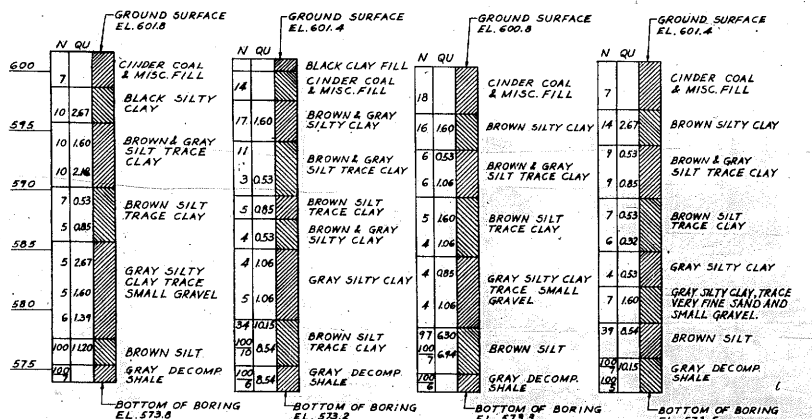 GROUND SURFACE
EL. 601.8
N QU
CINDER COAL
& MISC. FILL
7
BLACK SILTY
CLAY
10 2.67
BROWN & GRAY
SILT TRACE
CLAY
10 1.60
10 2.18
BROWN SILT
TRACE CLAY
7 0.53
5 0.85
GRAY SILTY
CLAY TRACE
SMALL GRAVEL
5 2.67
5 1.60
6 1.39
100 11.20
BROWN SILT
100
GRAY DECOMP.
SHALE
BOTTOM OF BORING
EL. 573.8
600
595
590
585
580
575
GROUND SURFACE
EL. 601.4
N QU
BLACK CLAY FILL
CINDER COAL
& MISC. FILL
14
BROWN & GRAY
SILTY CLAY
17 1.60
11
BROWN & GRAY
SILT TRACE CLAY
3 0.53
BROWN SILT
TRACE CLAY
5 0.85
BROWN & GRAY
SILTY CLAY
4 0.53
4 1.06
GRAY SILTY CLAY
5 1.06
34 10.15
BROWN SILT
TRACE CLAY
100/10 8.54
GRAY DECOMP.
SHALE
100/6 8.54
BOTTOM OF BORING
EL. 573.2
GROUND SURFACE
EL. 600.8
N QU
CINDER COAL
& MISC. FILL
18
16 1.60
BROWN SILTY CLAY
6 0.53
BROWN & GRAY
SILT TRACE CLAY
6 1.06
5 1.60
BROWN SILT
TRACE CLAY
4 1.06
4 0.85
GRAY SILTY CLAY
TRACE SMALL
GRAVEL
4 1.06
97 6.30
BROWN SILT
100/7 6.94
GRAY DECOMP.
SHALE
100/6
BOTTOM OF BORING
GROUND SURFACE
EL. 601.4
N QU
CINDER COAL
& MISC. FILL
7
14 2.67
BROWN SILTY CLAY
9 0.53
BROWN & GRAY
SILT TRACE CLAY
9 0.85
7 0.53
BROWN SILT
TRACE CLAY
6 0.32
4 0.53
GRAY SILTY CLAY
7 1.60
GRAY SILTY CLAY, TRACE
VERY FINE SAND AND
SMALL GRAVEL.
39 8.54
BROWN SILT
10.15
GRAY DECOMP.
SHALE
100/5
BOTTOM OF BORING